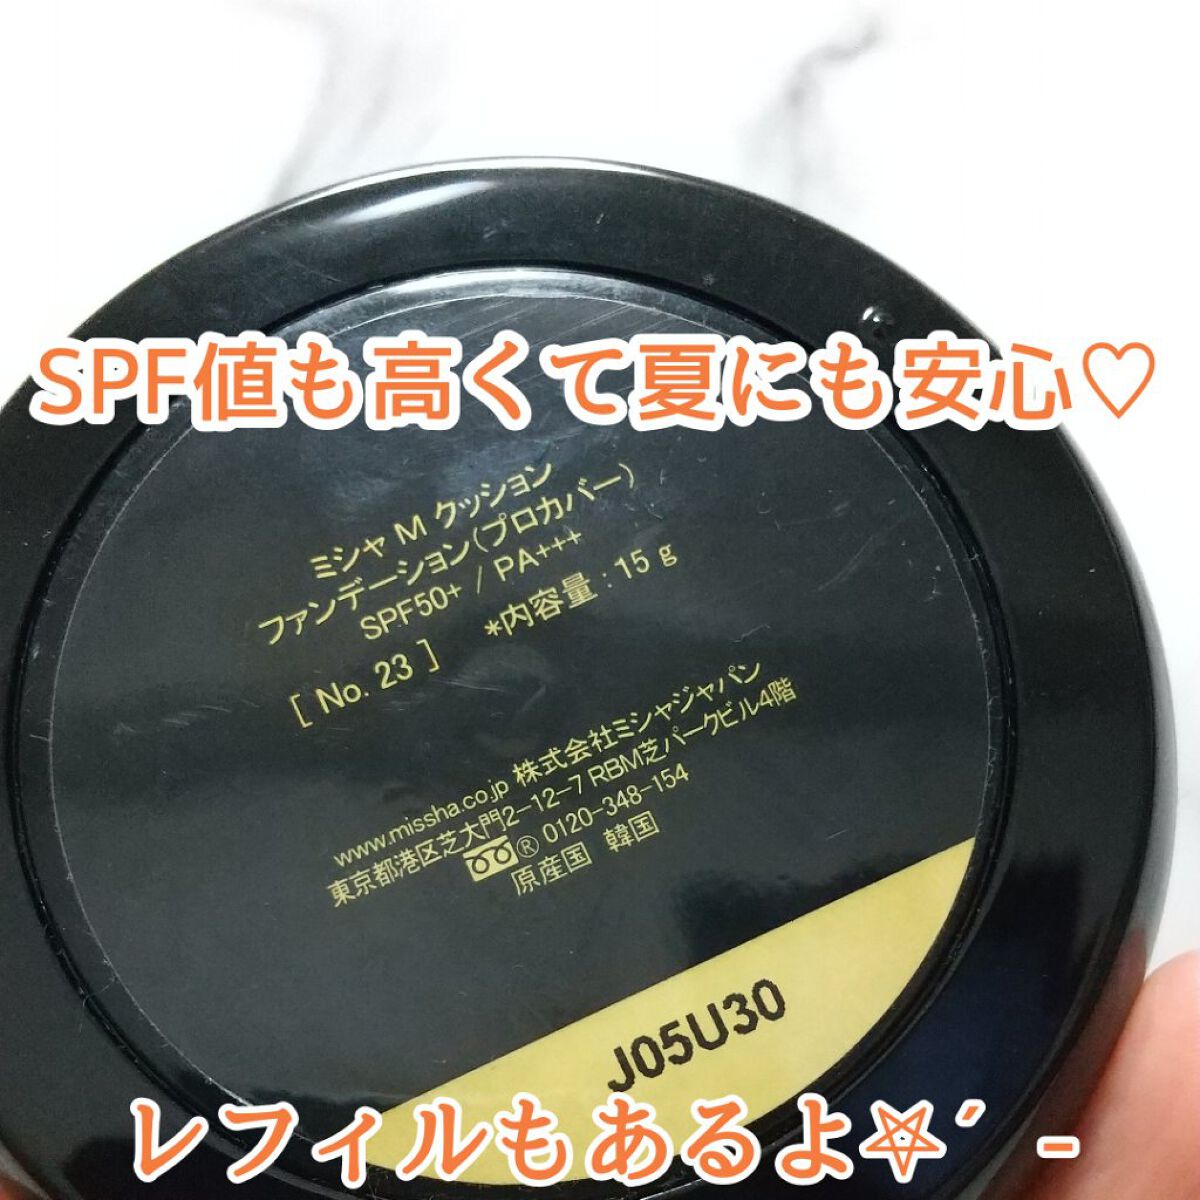 SPF値も高くて夏にも安心♡
ミシャ M クッション
ファンデーション(プロカバー)
SPF50+ / PA+++
[ No. 23 ] *内容量 : 15 g
www.missha.co.jp 株式会社ミシャジャパン
東京都港区芝大門2-12-7 RBM芝パークビル4階
® 0120-348-154
原産国 韓国
J05U30
レフィルもあるよ⛧´ -